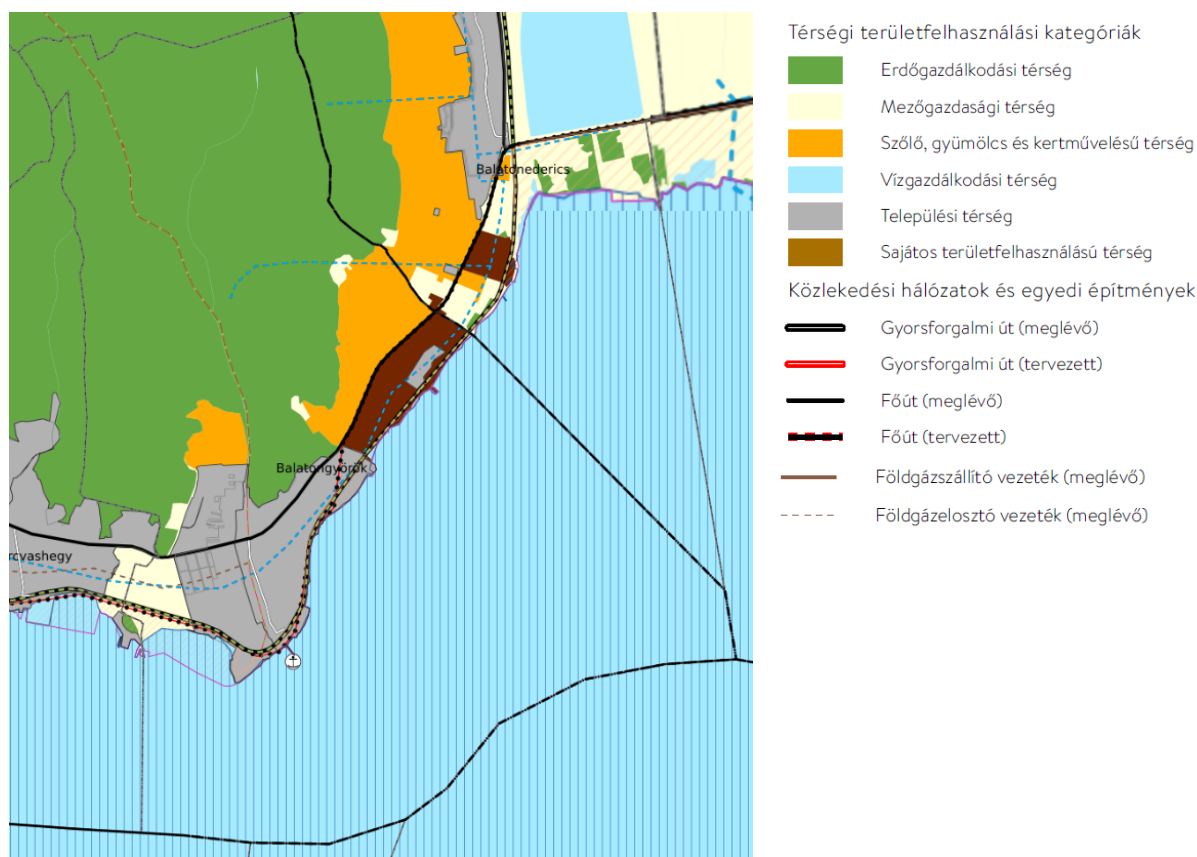 Balatonederics
Balatongyörök
rcvashegy
Térségi területfelhasználási kategóriák
Erdőgazdálkodási térség
Mezőgazdasági térség
Szőlő, gyümölcs és kertművelésű térség
Vízgazdálkodási térség
Települési térség
Sajátos területfelhasználású térség
Közlekedési hálózatok és egyedi építmények
Gyorsforgalmi út (meglévő)
Gyorsforgalmi út (tervezett)
Főút (meglévő)
Főút (tervezett)
Földgázszállító vezeték (meglévő)
Földgázelosztó vezeték (meglévő)